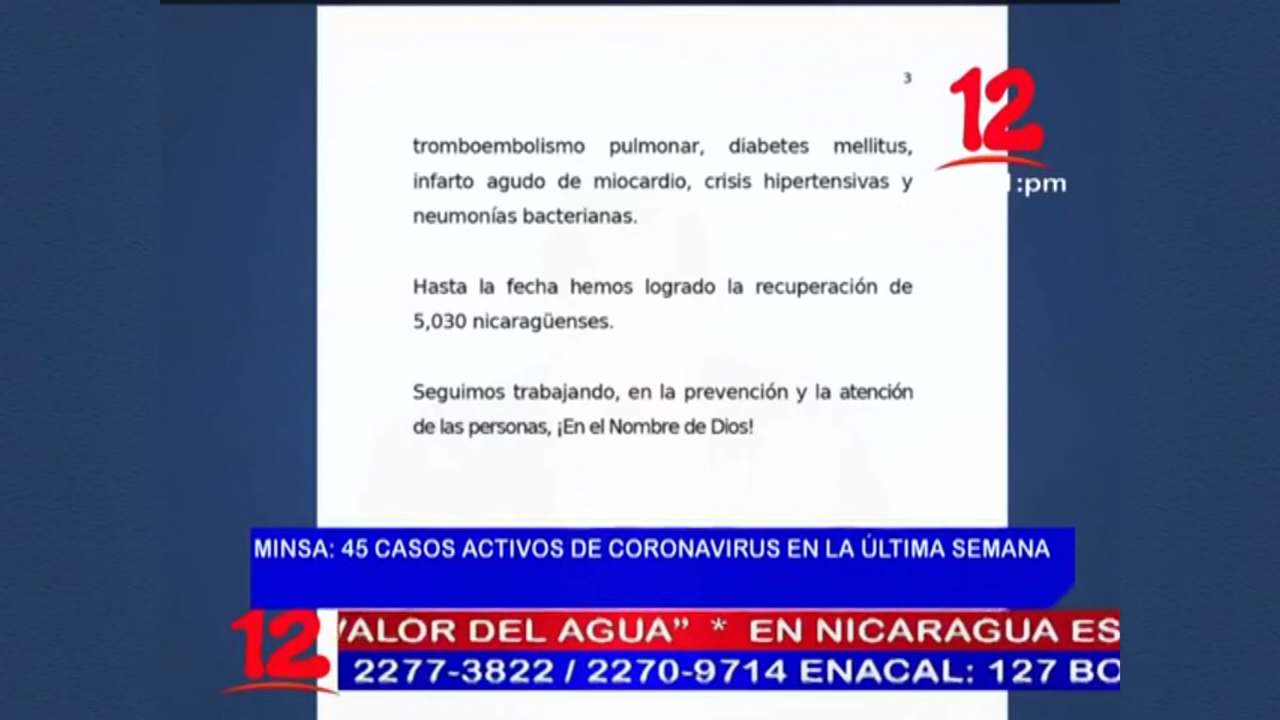 3
12
:pm
tromboembolismo pulmonar, diabetes mellitus,
infarto agudo de miocardio, crisis hipertensivas y
neumonías bacterianas.
Hasta la fecha hemos logrado la recuperación de
5,030 nicaragüenses.
Seguimos trabajando, en la prevención y la atención
de las personas, ¡En el Nombre de Dios!
MINSA: 45 CASOS ACTIVOS DE CORONAVIRUS EN LA ÚLTIMA SEMANA
12
VALOR DEL AGUA” * EN NICARAGUA ES
2277-3822 / 2270-9714 ENACAL: 127 BO